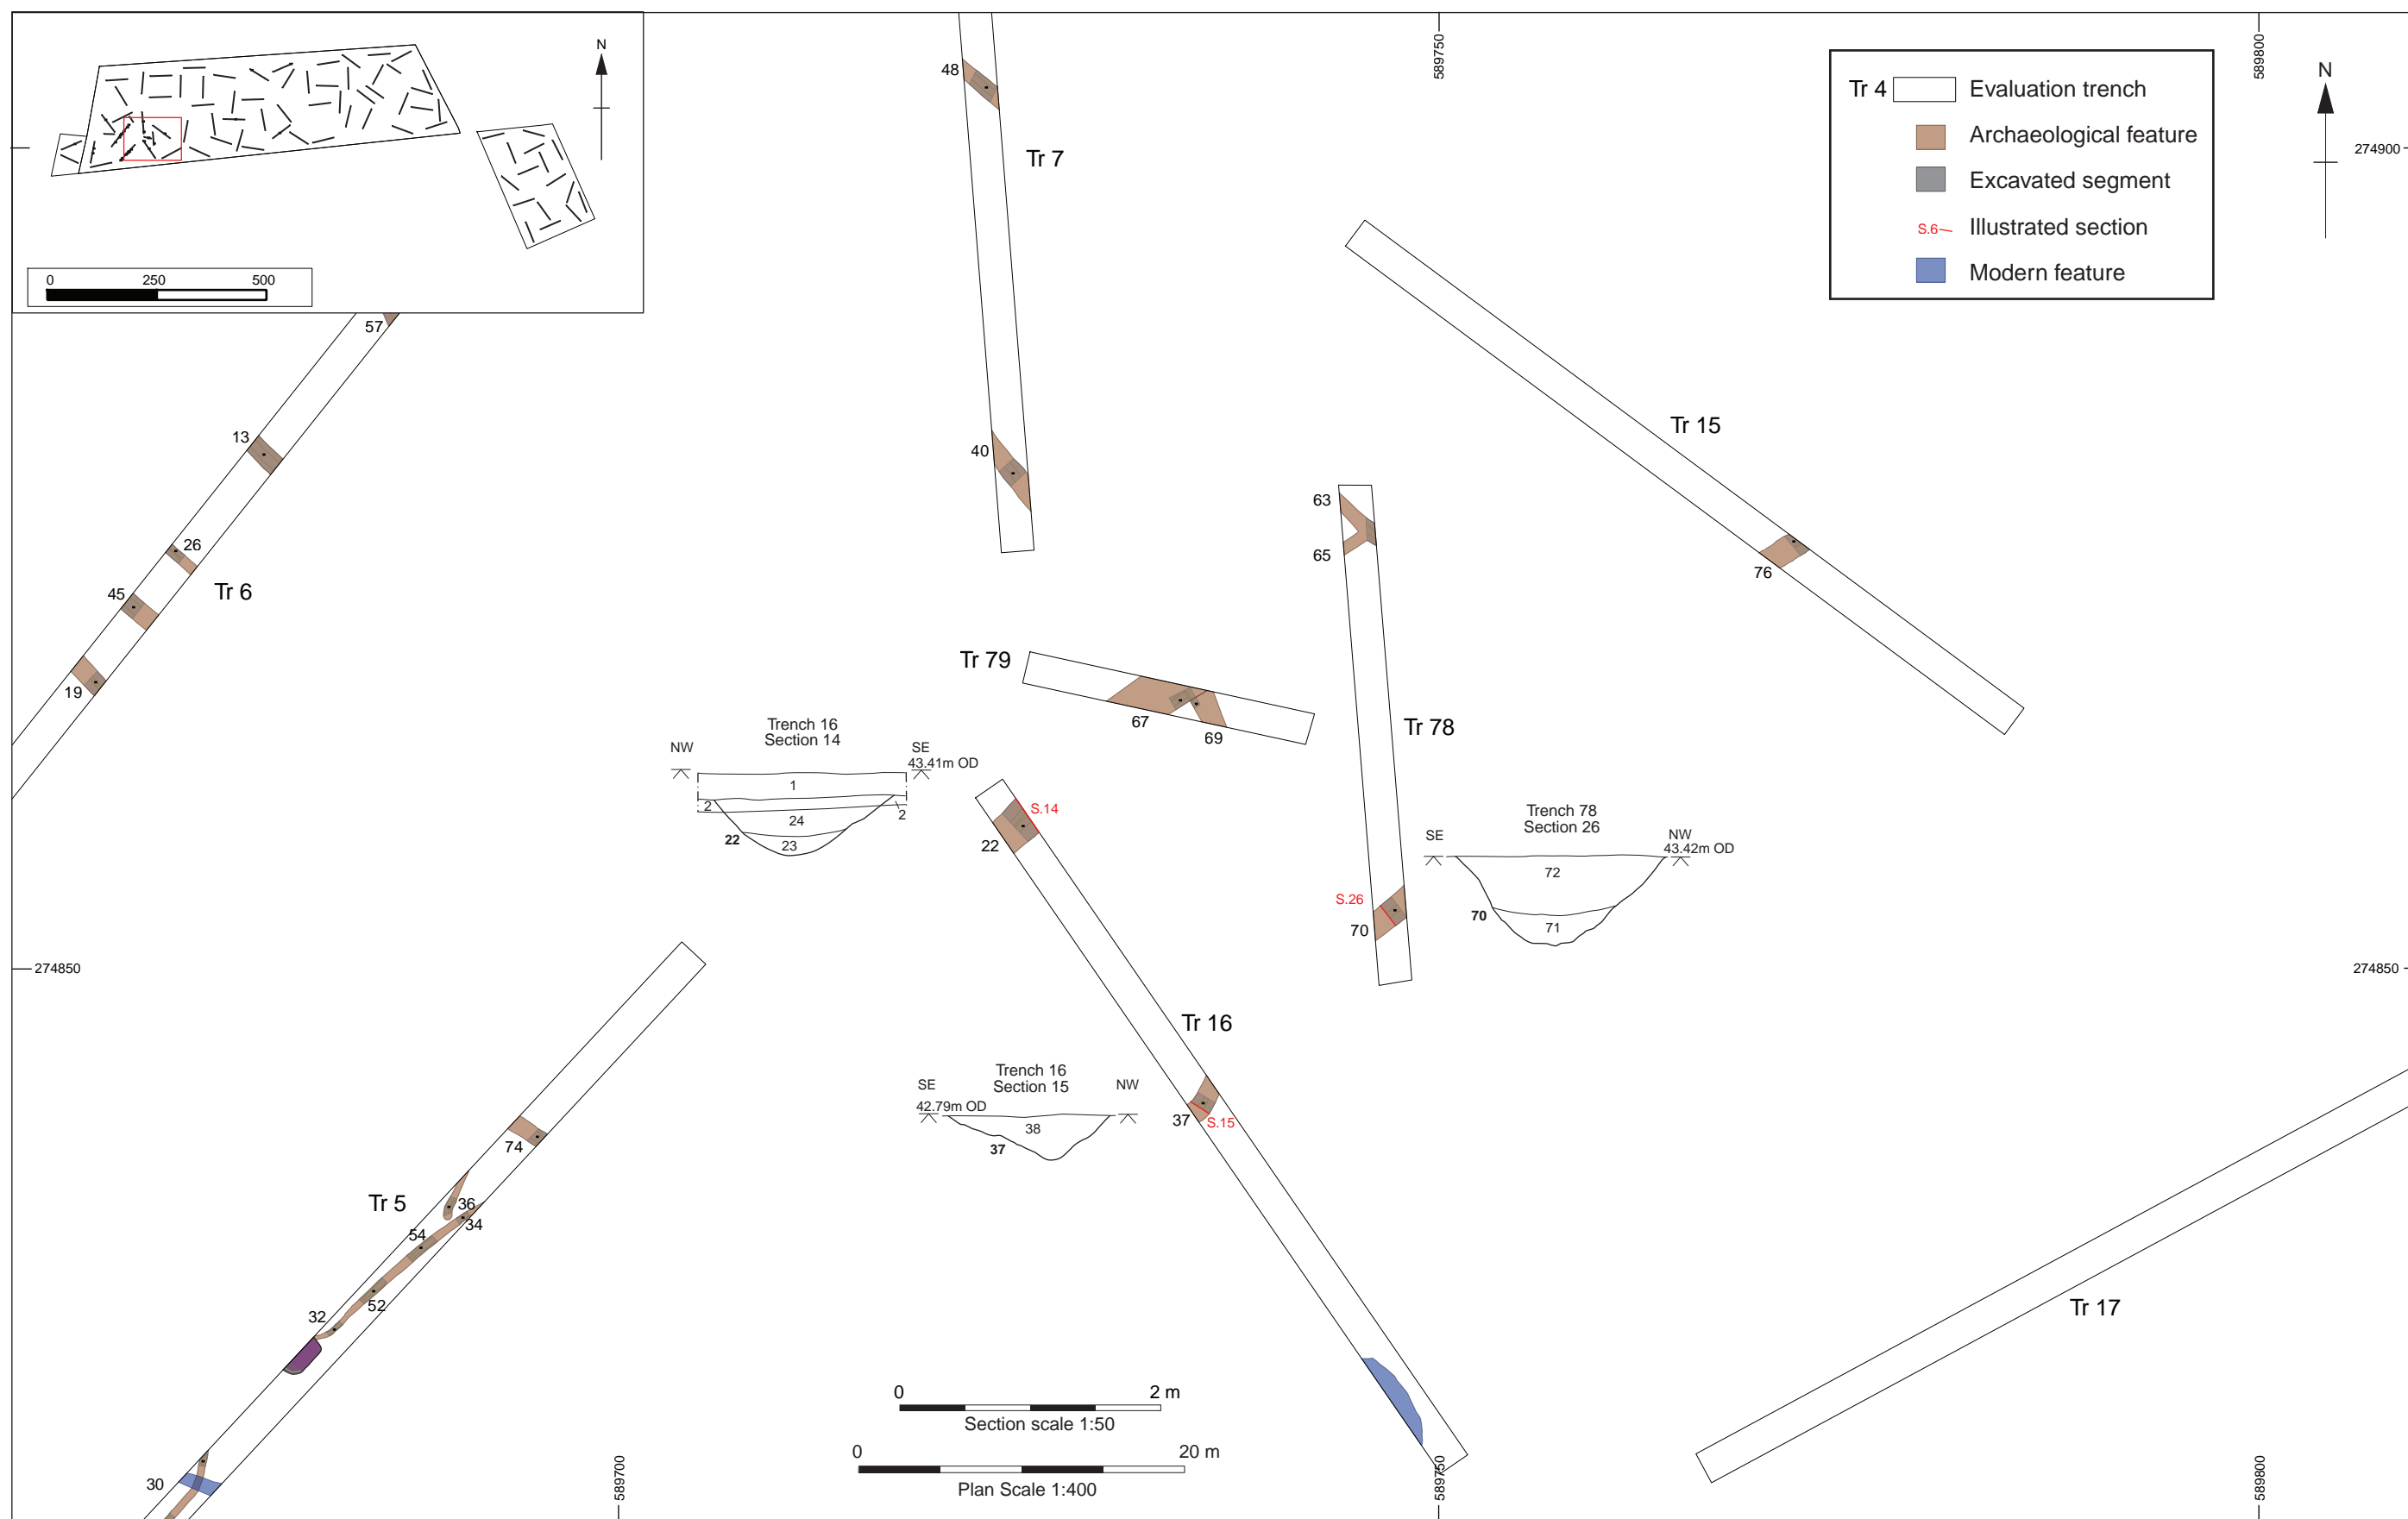 N
0 250 500
589750
589800
Tr 4 Evaluation trench
Archaeological feature
Excavated segment
S.6 Illustrated section
Modern feature
N
274900
48
Tr 7
57
13
40
Tr 15
26
63
45
Tr 6
65
76
19
Tr 79
67
69
Tr 78
Trench 16
Section 14
NW
SE
43.41m OD
1
2
24
2
22
23
S.14
22
Trench 78
Section 26
SE
NW
43.42m OD
72
70
71
S.26
70
274850
274850
Tr 16
Trench 16
Section 15
SE
NW
42.79m OD
38
37
37
S.15
74
Tr 5
36
34
54
52
32
Tr 17
0 2 m
Section scale 1:50
0 20 m
Plan Scale 1:400
30
589700
589750
589800